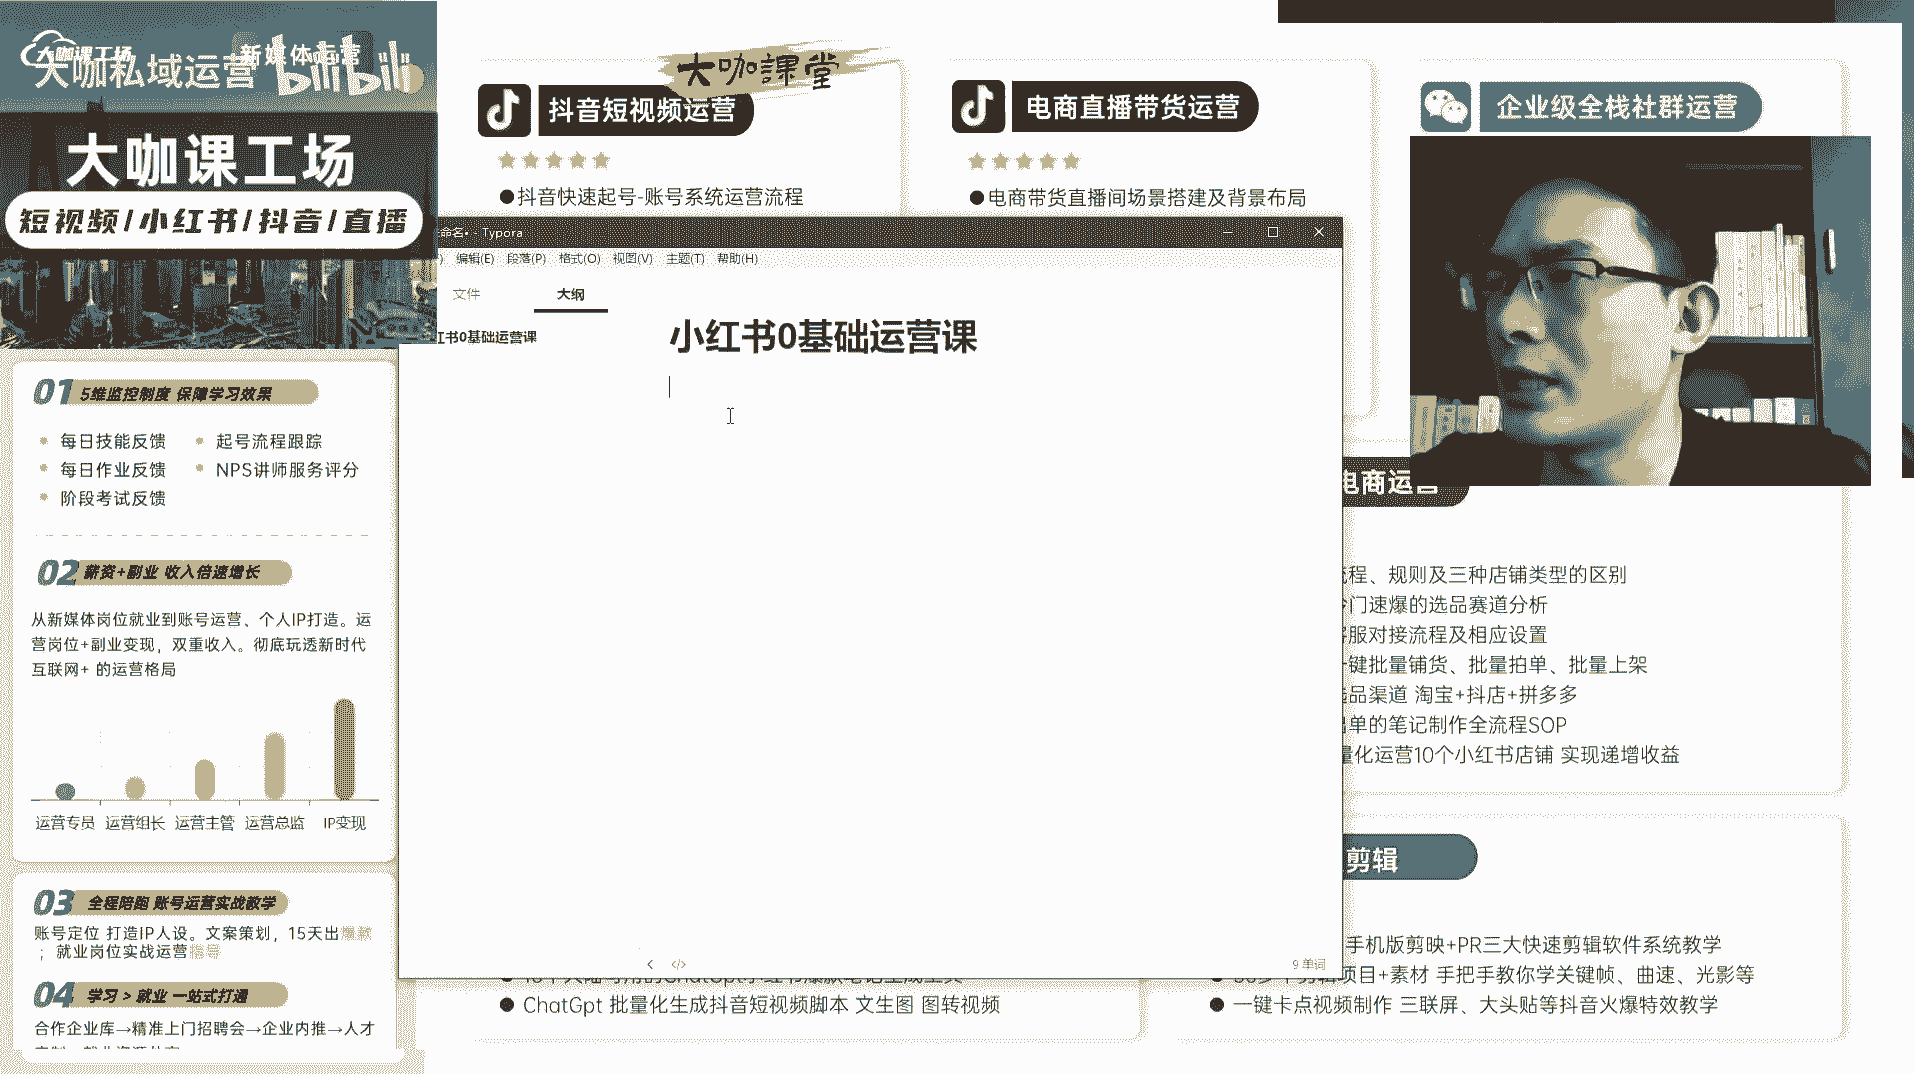 大咖课工场
新媒体运营
大咖私域运营
bilibili
大咖课工场
短视频/小红书/抖音/直播
大咖課堂
抖音短视频运营
●抖音快速起号-账号系统运营流程
电商直播带货运营
●电商带货直播间场景搭建及背景布局
企业级全栈社群运营
01 5维监控制度 保障学习效果
每日技能反馈
起号流程跟踪
每日作业反馈
NPS讲师服务评分
阶段考试反馈
02 薪资+副业 收入倍速增长
从新媒体岗位就业到账号运营、个人IP打造。运
营岗位+副业变现，双重收入。彻底玩透新时代
互联网+ 的运营格局
运营专员 运营组长 运营主管 运营总监 IP变现
03 全程陪跑 账号运营实战教学
账号定位 打造IP人设。文案策划，15天出爆款
；就业岗位实战运营指导
04 学习 > 就业 一站式打通
合作企业库→精准上门招聘会→企业内推→人才
命名• - Typora
编辑(E) 段落(P) 格式(O) 视图(V) 主题(T) 帮助(H)
文件
大纲
红书0基础运营课
小红书0基础运营课
9 单词
电商运营
流程、规则及三种店铺类型的区别
冷门速爆的选品赛道分析
客服对接流程及相应设置
一键批量铺货、批量拍单、批量上架
选品渠道 淘宝+抖店+拼多多
出单的笔记制作全流程SOP
量化运营10个小红书店铺 实现递增收益
剪辑
手机版剪映+PR三大快速剪辑软件系统教学
项目+素材 手把手教你学关键帧、曲速、光影等
● 一键卡点视频制作 三联屏、大头贴等抖音火爆特效教学
● ChatGpt 批量化生成抖音短视频脚本 文生图 图转视频